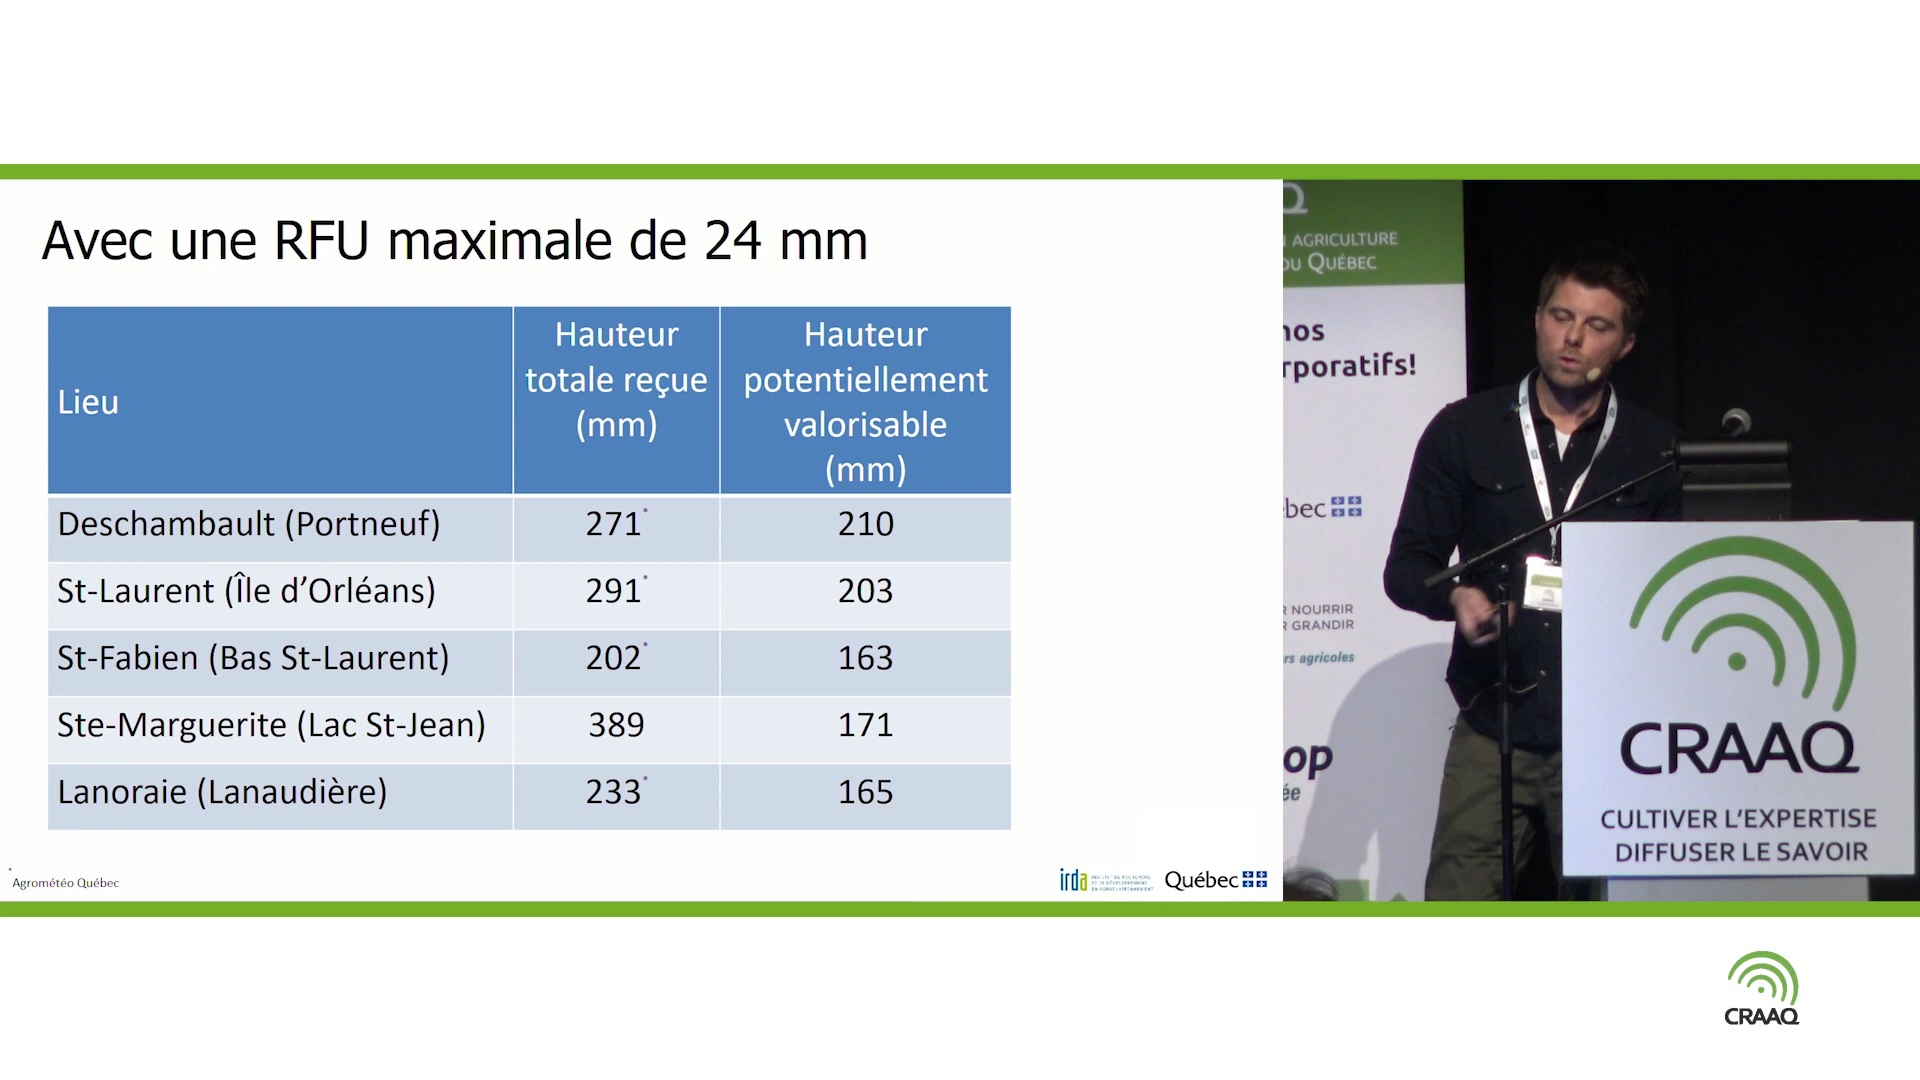 Avec une RFU maximale de 24 mm
Lieu
Hauteur
totale reçue
(mm)
Hauteur
potentiellement
valorisable
(mm)
Deschambault (Portneuf) 271* 210
St-Laurent (Île d’Orléans) 291* 203
St-Fabien (Bas St-Laurent) 202* 163
Ste-Marguerite (Lac St-Jean) 389 171
Lanoraie (Lanaudière) 233* 165
*
Agrométéo Québec
irda
Québec
Q
AGRICULTURE
DU QUÉBEC
nos
rporatifs!
bec
NOURRIR
GRANDIR
rs agricoles
op
ée
CRAAQ
CULTIVER L’EXPERTISE
DIFFUSER LE SAVOIR
CRAAQ